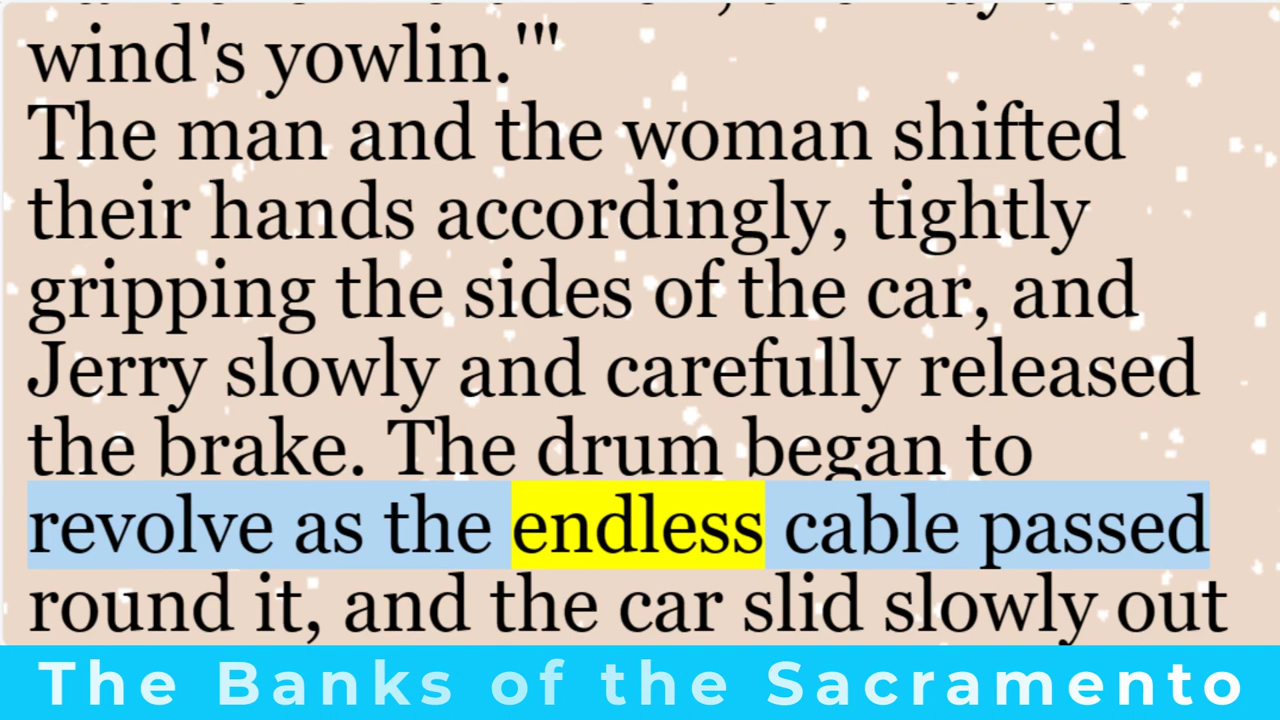 wind's yowlin.'"
The man and the woman shifted
their hands accordingly, tightly
gripping the sides of the car, and
Jerry slowly and carefully released
the brake. The drum began to
revolve as the endless cable passed
round it, and the car slid slowly out
The Banks of the Sacramento